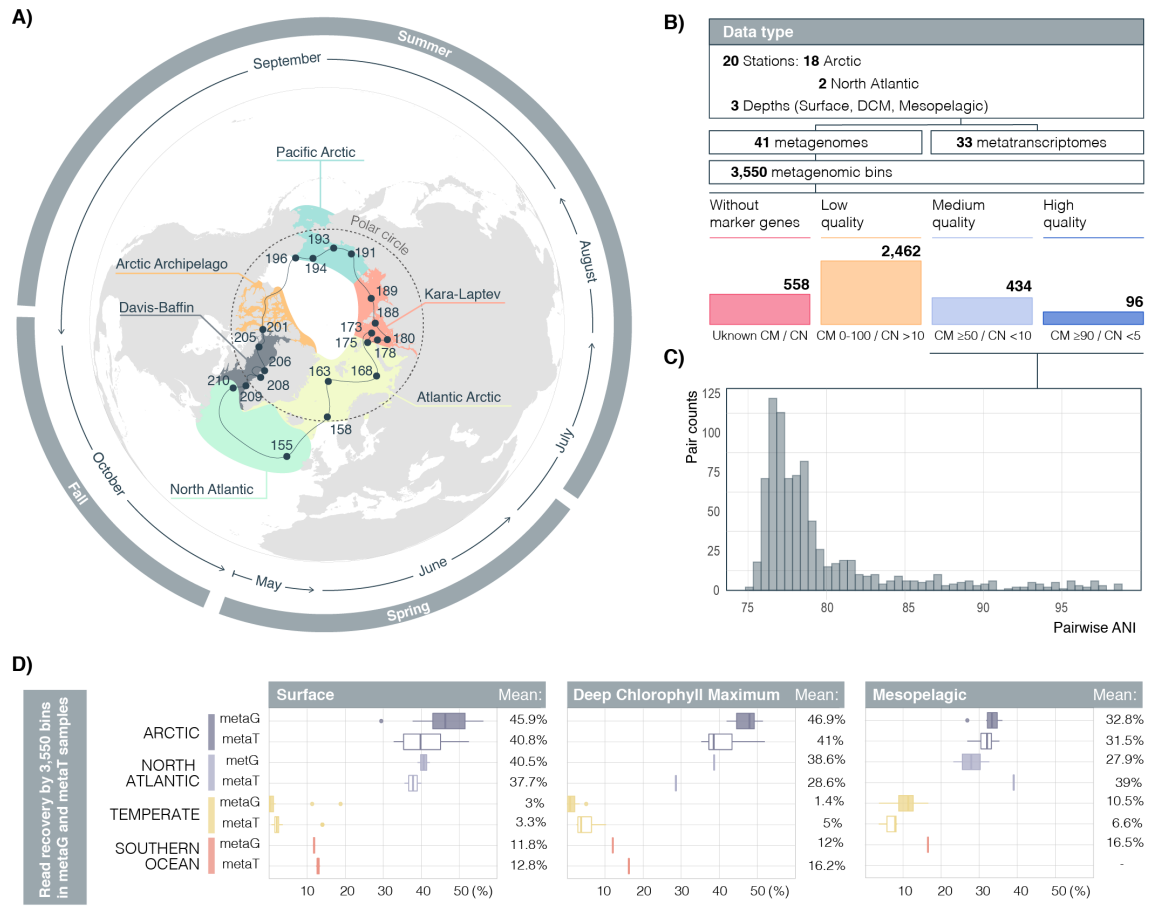 A)
Summer
September
Pacific Arctic
Polar circle
193
191
196
194
August
Arctic Archipelago
189
Kara-Laptev
Davis-Baffin
188
201
173
180
205
175
178
206
163
168
210
208
209
Atlantic Arctic
158
155
July
October
North Atlantic
Fall
May
June
Spring
B)
Data type
20 Stations: 18 Arctic
2 North Atlantic
3 Depths (Surface, DCM, Mesopelagic)
41 metagenomes
33 metatranscriptomes
3,550 metagenomic bins
Without marker genes
Low quality
Medium quality
High quality
558
2,462
434
96
Uknown CM / CN
CM 0-100 / CN >10
CM ≥50 / CN <10
CM ≥90 / CN <5
C)
Pair counts
125
100
75
50
25
0
75 80 85 90 95
Pairwise ANI
D)
Read recovery by 3,550 bins
in metaG and metaT samples
Surface Mean:
Deep Chlorophyll Maximum Mean:
Mesopelagic Mean:
ARCTIC
metaG 45.9% 46.9% 32.8%
metaT 40.8% 41% 31.5%
NORTH ATLANTIC
metG 40.5% 38.6% 27.9%
metaT 37.7% 28.6% 39%
TEMPERATE
metaG 3% 1.4% 10.5%
metaT 3.3% 5% 6.6%
SOUTHERN OCEAN
metaG 11.8% 12% 16.5%
metaT 12.8% 16.2% -
10 20 30 40 50 (%)
10 20 30 40 50 (%)
10 20 30 40 50 (%)